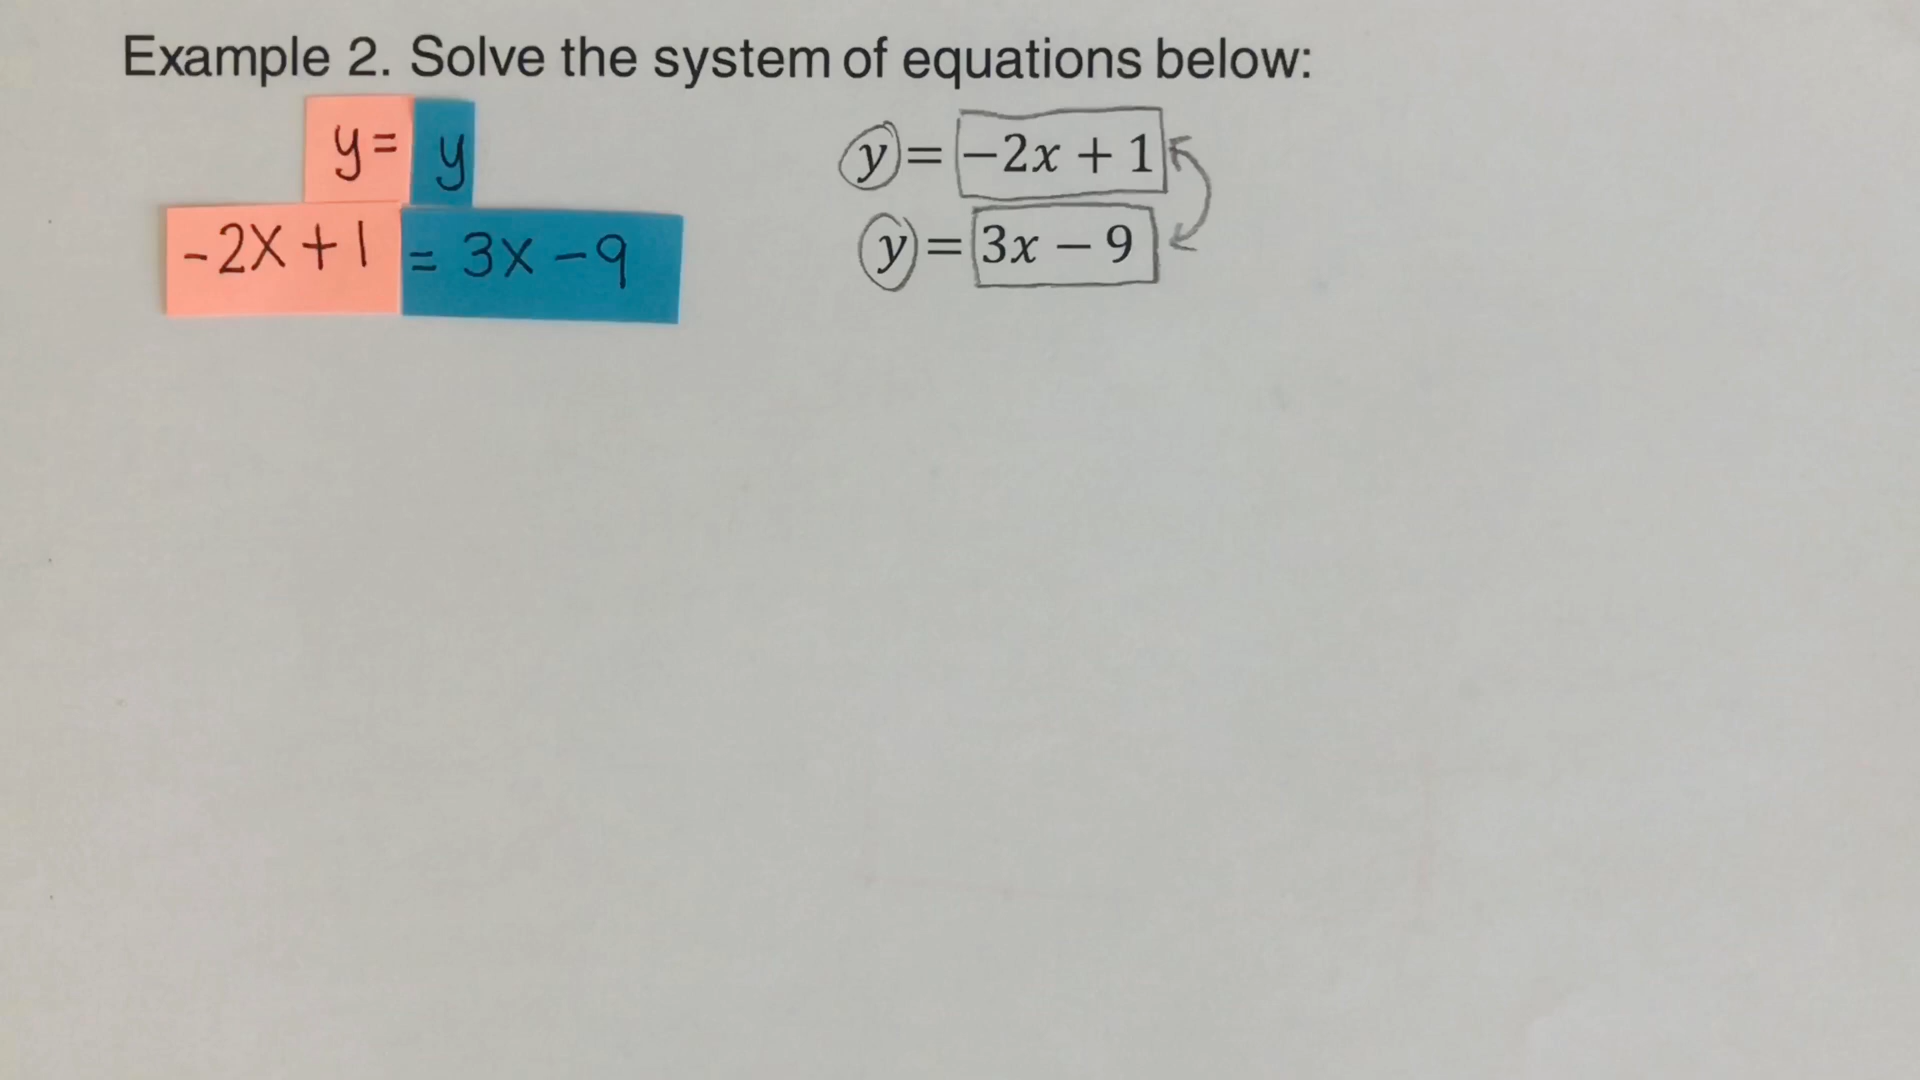 Example 2. Solve the system of equations below:
y = y
-2x + 1 = 3x - 9
y = −2x + 1
y = 3x − 9